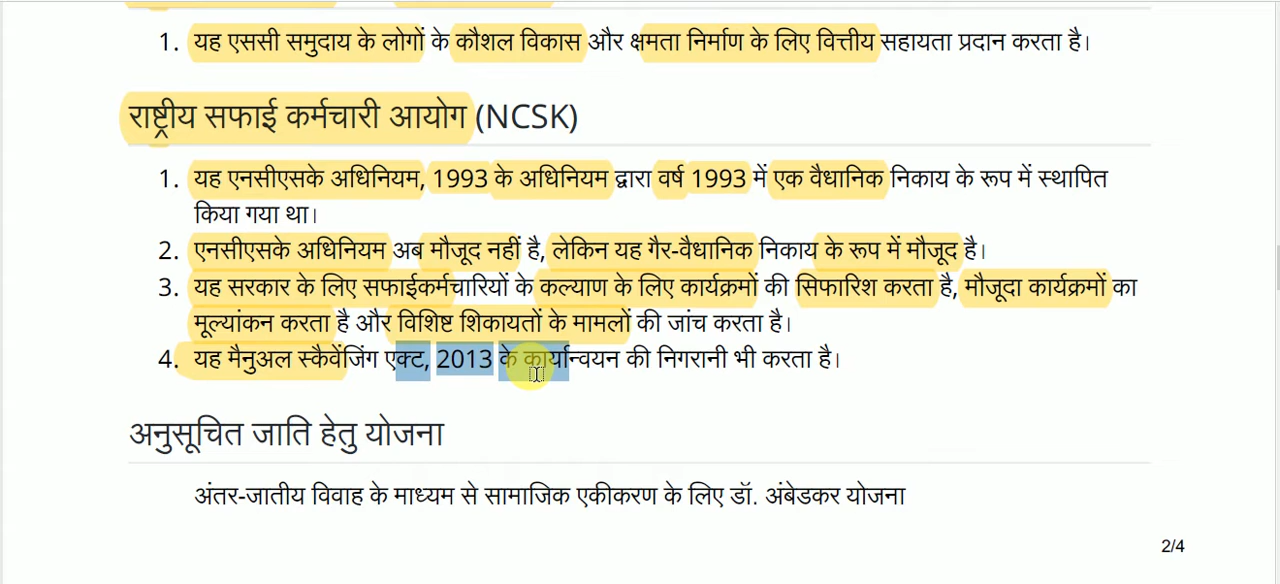 1. यह एससी समुदाय के लोगों के कौशल विकास और क्षमता निर्माण के लिए वित्तीय सहायता प्रदान करता है।
राष्ट्रीय सफाई कर्मचारी आयोग (NCSK)
1. यह एनसीएसके अधिनियम, 1993 के अधिनियम द्वारा वर्ष 1993 में एक वैधानिक निकाय के रूप में स्थापित
किया गया था।
2. एनसीएसके अधिनियम अब मौजूद नहीं है, लेकिन यह गैर-वैधानिक निकाय के रूप में मौजूद है।
3. यह सरकार के लिए सफाईकर्मचारियों के कल्याण के लिए कार्यक्रमों की सिफारिश करता है, मौजूदा कार्यक्रमों का
मूल्यांकन करता है और विशिष्ट शिकायतों के मामलों की जांच करता है।
4. यह मैनुअल स्कैवेंजिंग एक्ट, 2013 के कार्यान्वयन की निगरानी भी करता है।
अनुसूचित जाति हेतु योजना
अंतर-जातीय विवाह के माध्यम से सामाजिक एकीकरण के लिए डॉ. अंबेडकर योजना
2/4